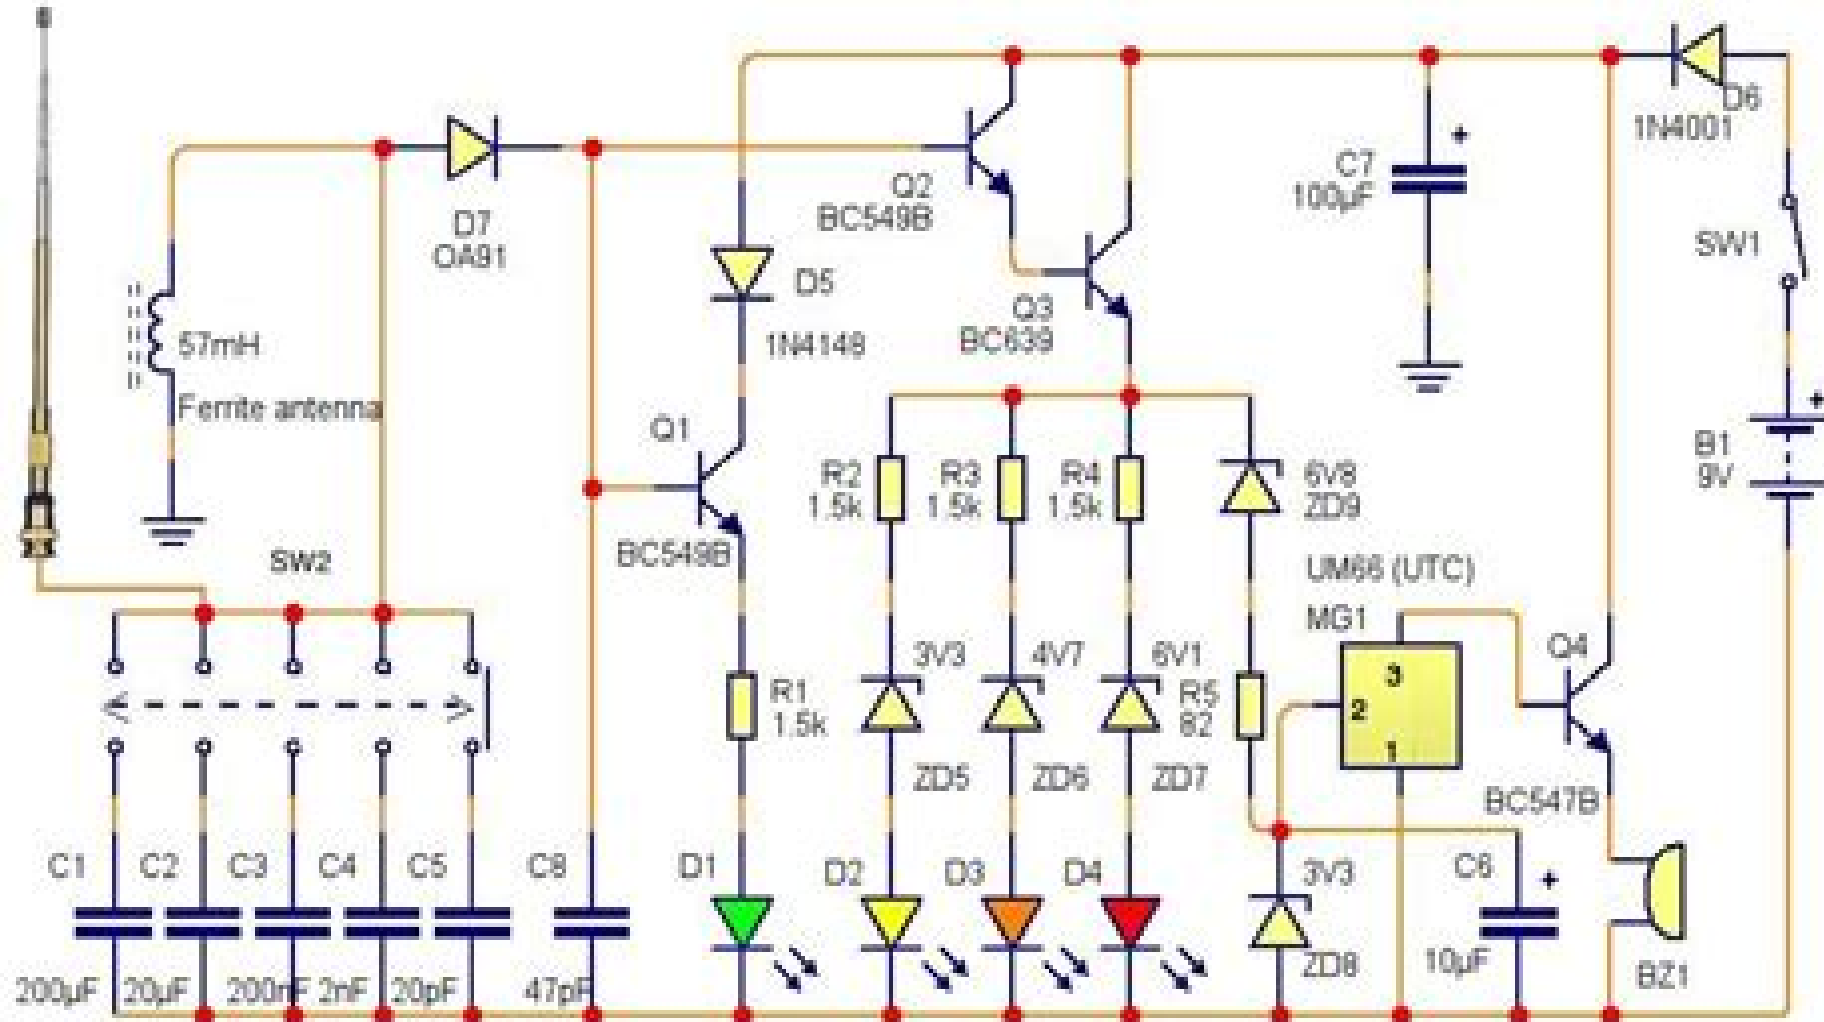 D6
1N4001
+
C7
100µF
Q2
BC549B
D7
OA91
SW1
D5
Q3
BC639
1N4148
57mH
Ferrite antenna
+
Q1
B1
9V
R2
1.5k
R3
1.5k
R4
1.5k
6V8
ZD9
BC549B
SW2
UM66 (UTC)
MG1
3V3
4V7
6V1
Q4
3
2
1
R1
1.5k
R5
82
ZD5
ZD6
ZD7
BC547B
C1
C2
C3
C4
C5
C8
D1
D2
D3
D4
3V3
C6
+
ZD8
10µF
BZ1
200µF
20µF
200nF
2nF
20pF
47pF